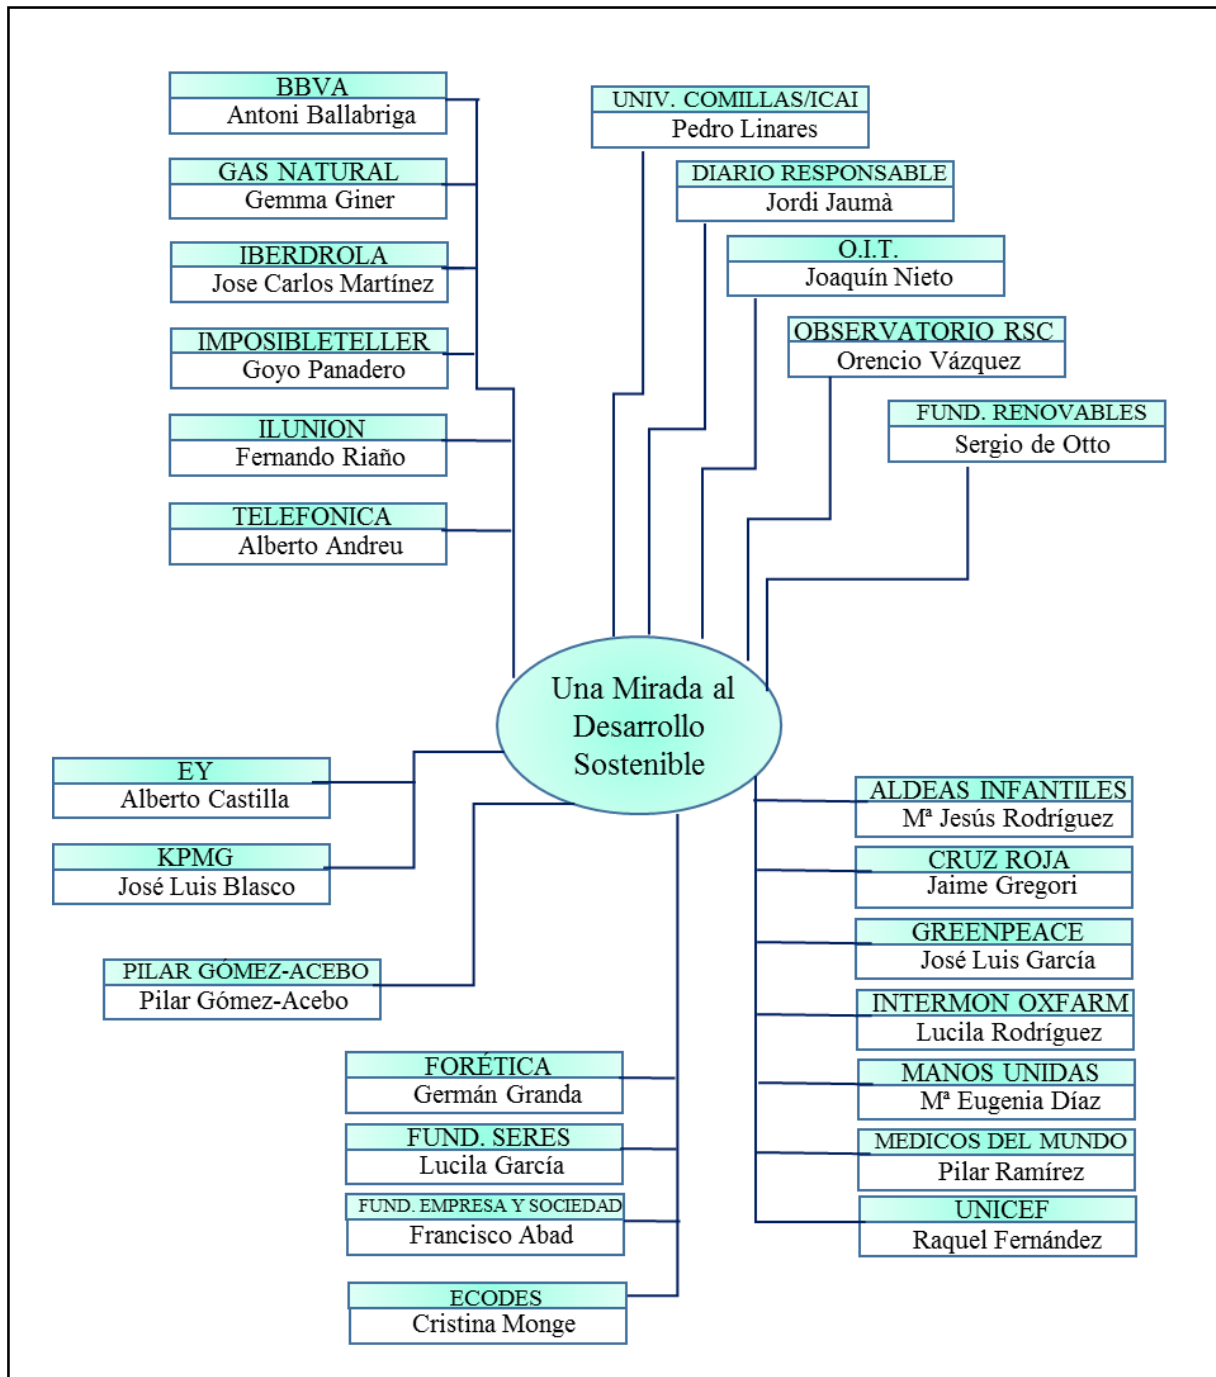 BBVA
Antoni Ballabriga
GAS NATURAL
Gemma Giner
IBERDROLA
Jose Carlos Martínez
IMPOSIBLETELLER
Goyo Panadero
ILUNION
Fernando Riaño
TELEFONICA
Alberto Andreu
UNIV. COMILLAS/ICAI
Pedro Linares
DIARIO RESPONSABLE
Jordi Jaumà
O.I.T.
Joaquín Nieto
OBSERVATORIO RSC
Orencio Vázquez
FUND. RENOVABLES
Sergio de Otto
Una Mirada al
Desarrollo
Sostenible
EY
Alberto Castilla
KPMG
José Luis Blasco
PILAR GÓMEZ-ACEBO
Pilar Gómez-Acebo
FORÉTICA
Germán Granda
FUND. SERES
Lucila García
FUND. EMPRESA Y SOCIEDAD
Francisco Abad
ECODES
Cristina Monge
ALDEAS INFANTILES
Mª Jesús Rodríguez
CRUZ ROJA
Jaime Gregori
GREENPEACE
José Luis García
INTERMON OXFARM
Lucila Rodríguez
MANOS UNIDAS
Mª Eugenia Díaz
MEDICOS DEL MUNDO
Pilar Ramírez
UNICEF
Raquel Fernández